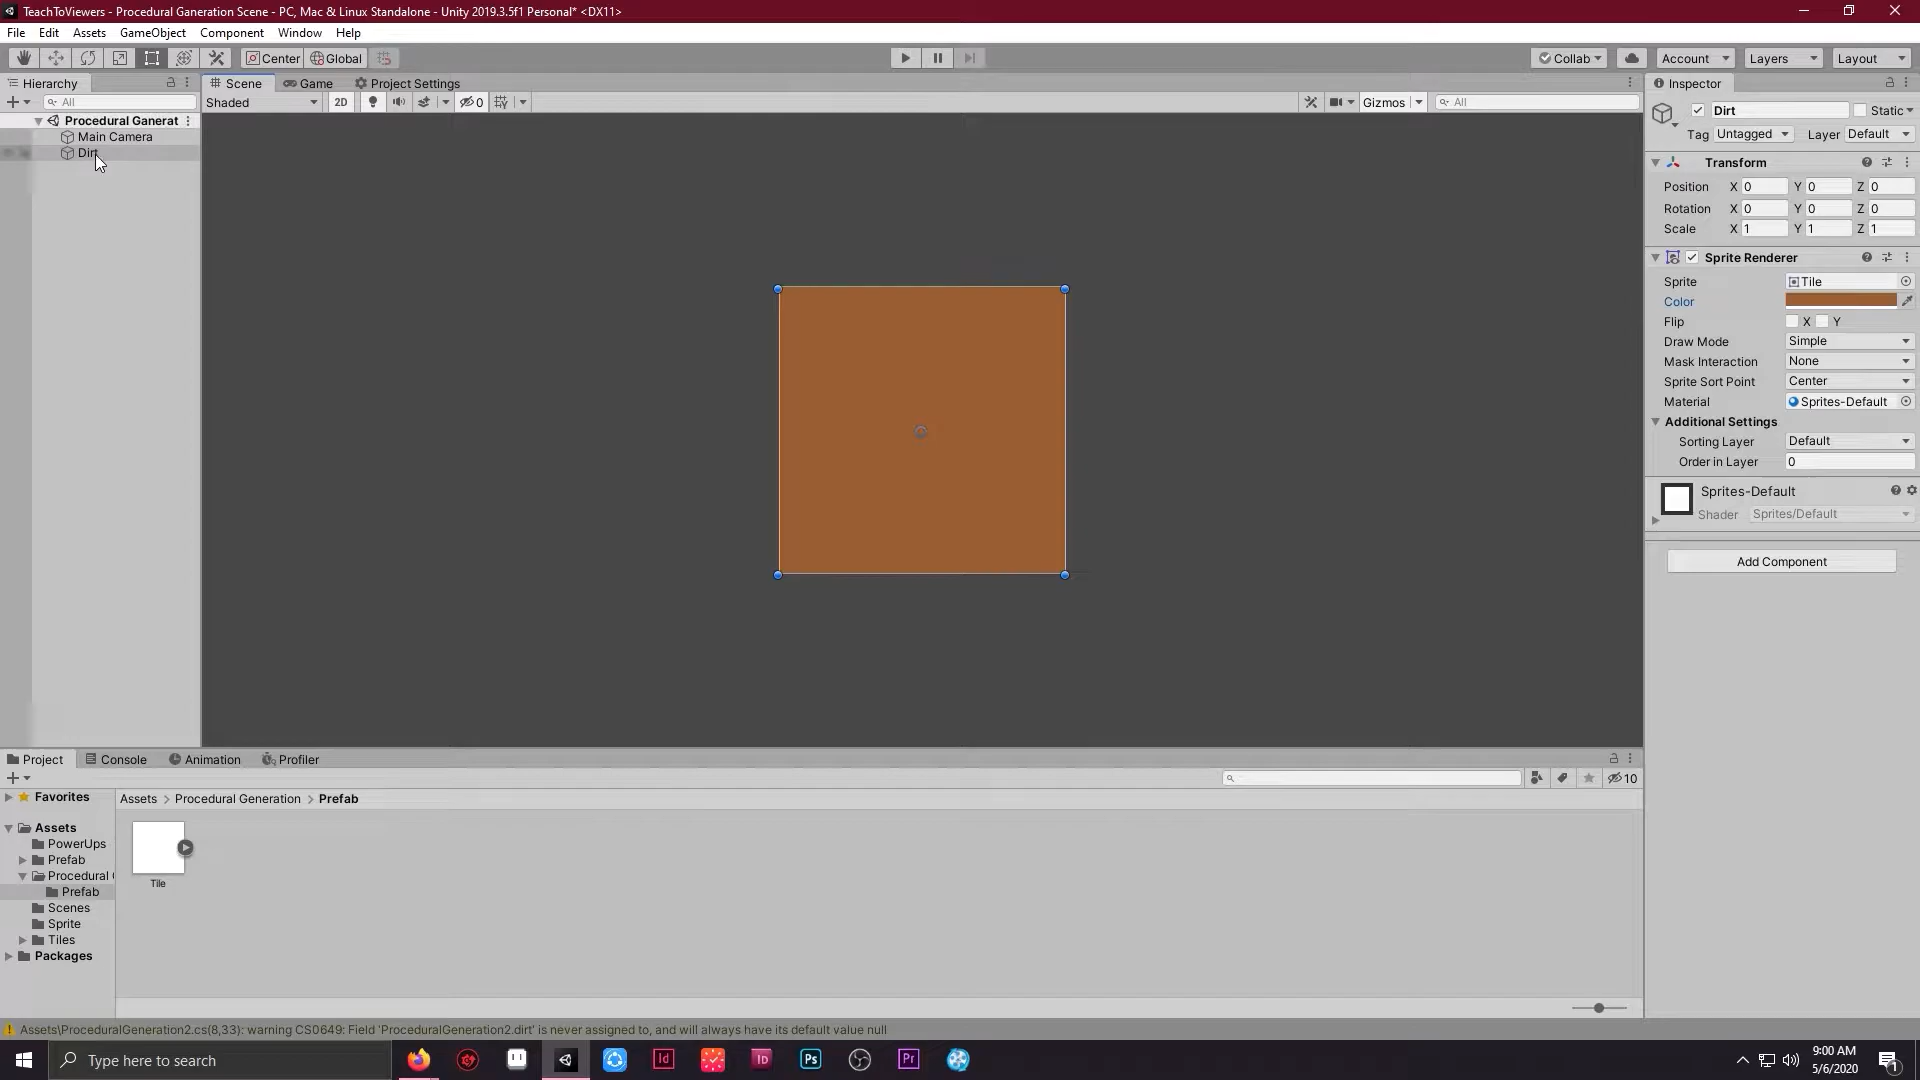 TeachToViewers - Procedural Ganeration Scene - PC, Mac & Linux Standalone - Unity 2019.3.5f1 Personal* <DX11>
File Edit Assets GameObject Component Window Help
Center Global Collab Account Layers Layout
Hierarchy Scene Game Project Settings Inspector
All Shaded 2D 0 Gizmos All
Procedural Ganerat
Main Camera
Dirt
Dirt Static
Tag Untagged Layer Default
Transform
Position X 0 Y 0 Z 0
Rotation X 0 Y 0 Z 0
Scale X 1 Y 1 Z 1
Sprite Renderer
Sprite Tile
Color
Flip X Y
Draw Mode Simple
Mask Interaction None
Sprite Sort Point Center
Material Sprites-Default
Additional Settings
Sorting Layer Default
Order in Layer 0
Sprites-Default
Shader Sprites/Default
Add Component
Project Console Animation Profiler
10
Favorites
Assets
PowerUps
Prefab
Procedural
Prefab
Scenes
Sprite
Tiles
Packages
Assets > Procedural Generation > Prefab
Tile
Assets\ProceduralGeneration2.cs(8,33): warning CS0649: Field 'ProceduralGeneration2.dirt' is never assigned to, and will always have its default value null
Type here to search
Id
ID
Ps
Pr
9:00 AM
5/6/2020
1